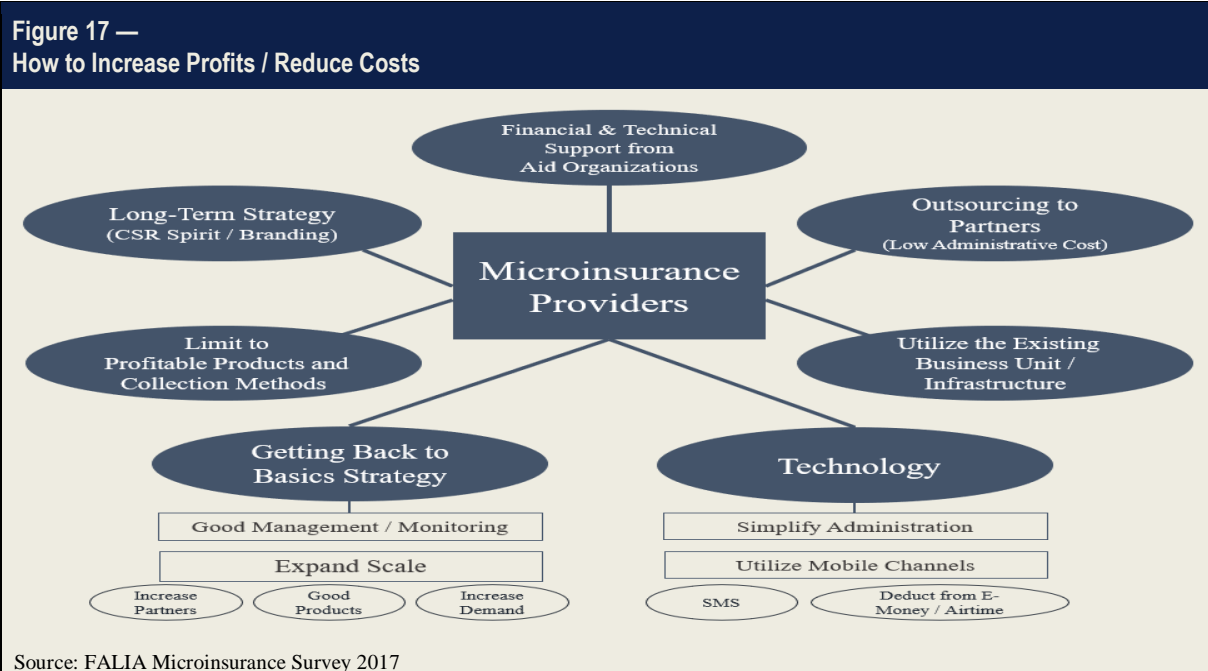 Figure 17 —
How to Increase Profits / Reduce Costs
Financial & Technical
Support from
Aid Organizations
Long-Term Strategy
(CSR Spirit / Branding)
Outsourcing to
Partners
(Low Administrative Cost)
Microinsurance
Providers
Limit to
Profitable Products and
Collection Methods
Utilize the Existing
Business Unit /
Infrastructure
Getting Back to
Basics Strategy
Technology
Good Management / Monitoring
Simplify Administration
Expand Scale
Utilize Mobile Channels
Increase
Partners
Good
Products
Increase
Demand
SMS
Deduct from E-
Money / Airtime
Source: FALIA Microinsurance Survey 2017